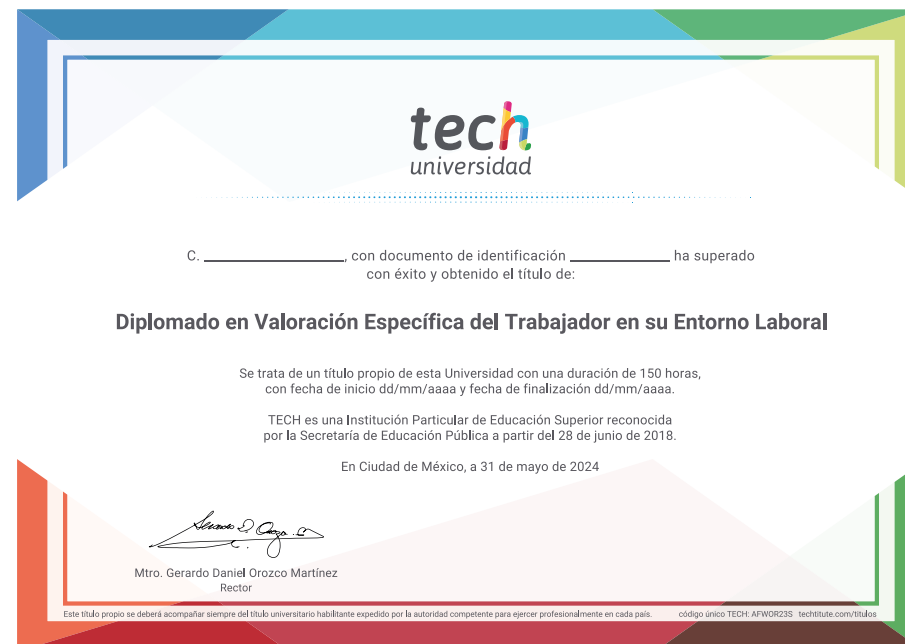 tech
universidad
C. ____________, con documento de identificación ____________ ha superado
con éxito y obtenido el título de:
Diplomado en Valoración Específica del Trabajador en su Entorno Laboral
Se trata de un título propio de esta Universidad con una duración de 150 horas,
con fecha de inicio dd/mm/aaaa y fecha de finalización dd/mm/aaaa.
TECH es una Institución Particular de Educación Superior reconocida
por la Secretaría de Educación Pública a partir del 28 de junio de 2018.
En Ciudad de México, a 31 de mayo de 2024
Mtro. Gerardo Daniel Orozco Martínez
Rector
Este título propio se deberá acompañar siempre del título universitario habilitante expedido por la autoridad competente para ejercer profesionalmente en cada país. código único TECH: AFWOR23S techtitute.com/titulos